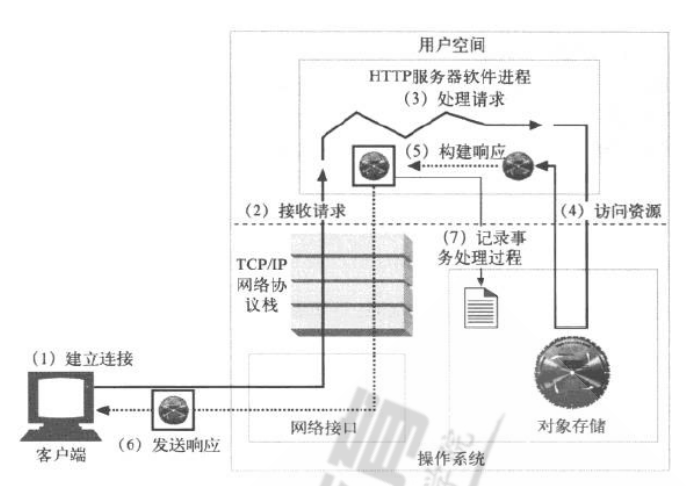 用户空间
HTTP服务器软件进程
（3）处理请求
（5）构建响应
（2）接收请求
（4）访问资源
（7）记录事
务处理过程
TCP/IP
网络协
议栈
（1）建立连接
（6）发送响应
客户端
网络接口
对象存储
操作系统